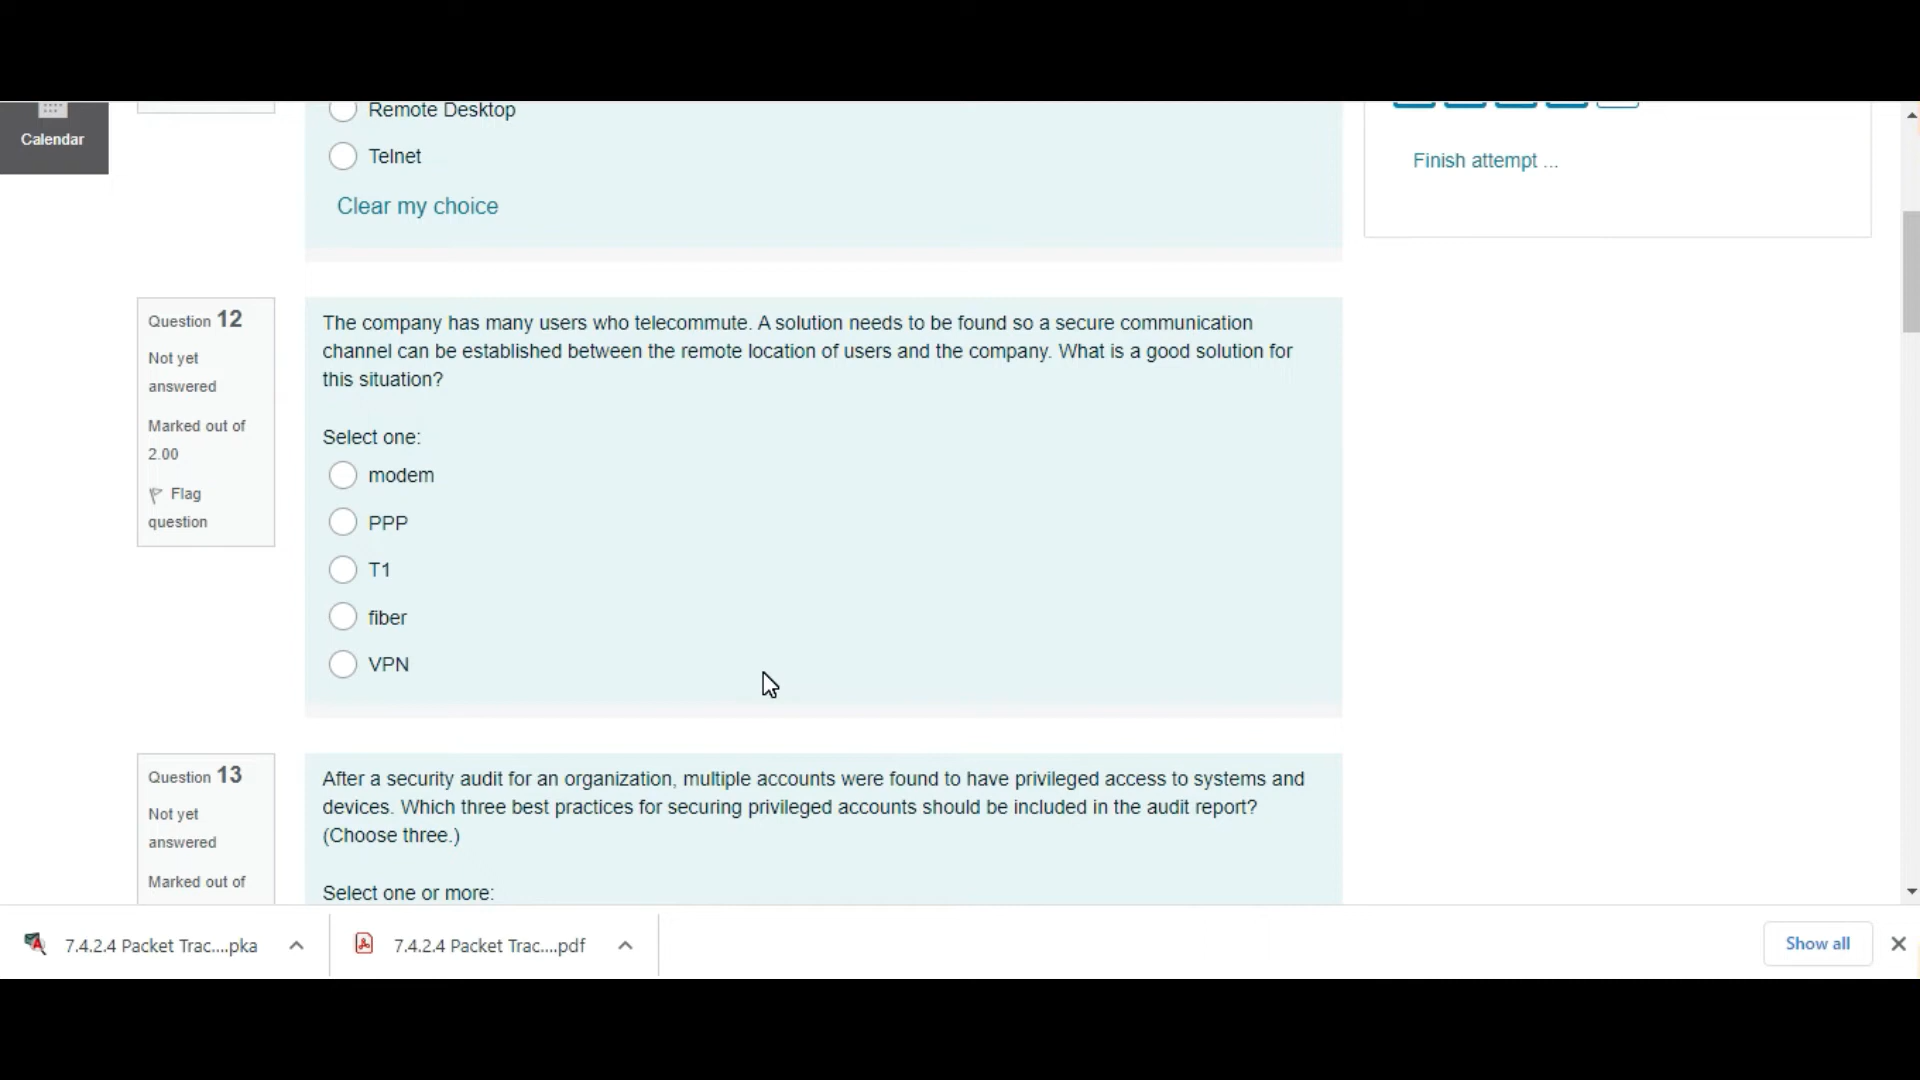 Calendar
Remote Desktop
Telnet
Clear my choice
Finish attempt ...
Question 12
Not yet
answered
Marked out of
2.00
Flag
question
The company has many users who telecommute. A solution needs to be found so a secure communication
channel can be established between the remote location of users and the company. What is a good solution for
this situation?
Select one:
modem
PPP
T1
fiber
VPN
Question 13
Not yet
answered
Marked out of
After a security audit for an organization, multiple accounts were found to have privileged access to systems and
devices. Which three best practices for securing privileged accounts should be included in the audit report?
(Choose three.)
Select one or more:
7.4.2.4 Packet Trac....pka
7.4.2.4 Packet Trac....pdf
Show all